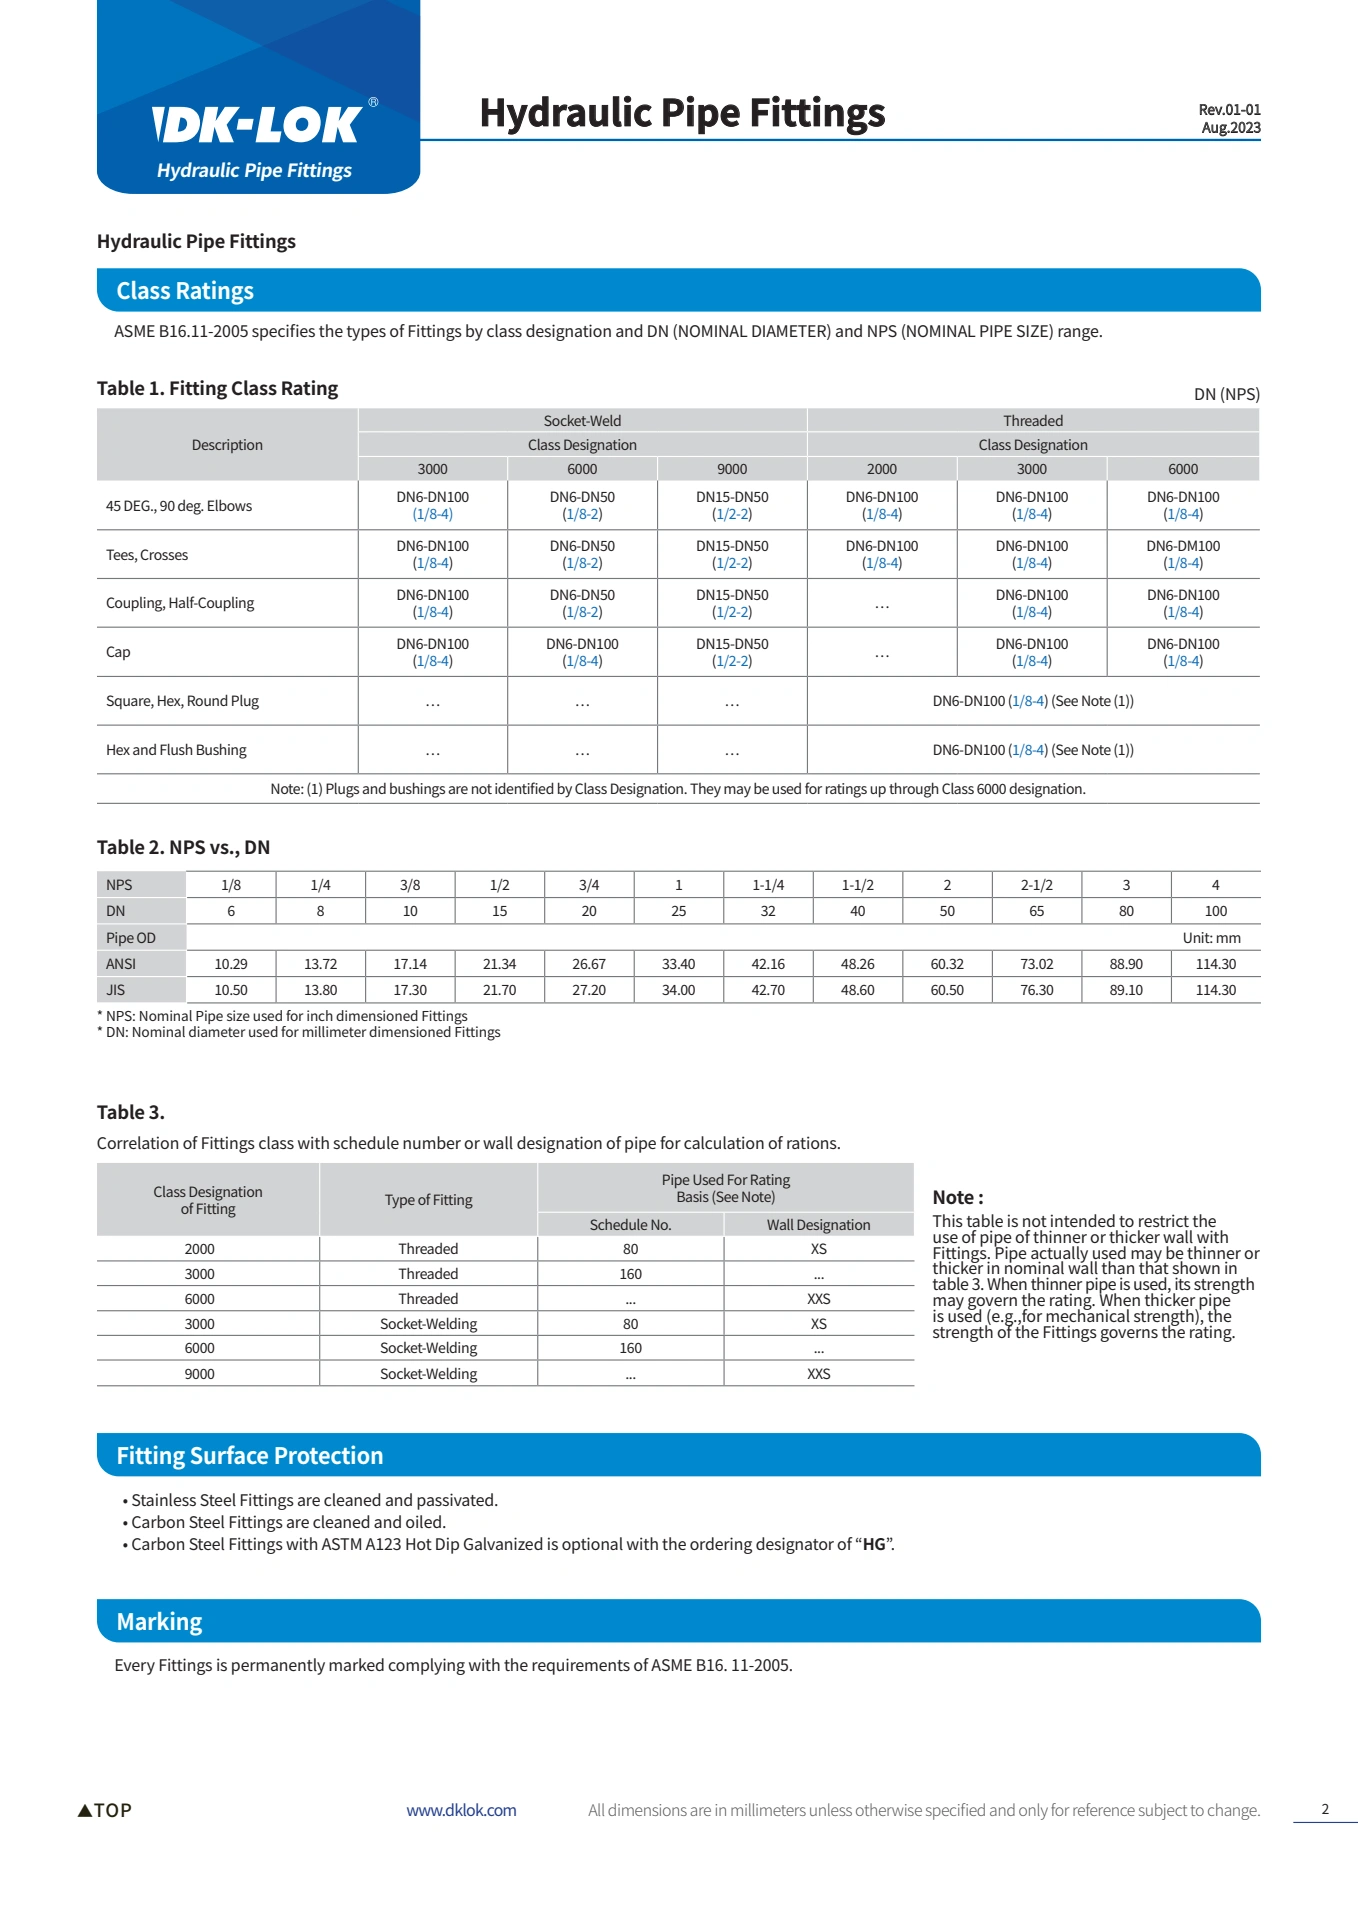 DK-LOK ®
Hydraulic Pipe Fittings
Hydraulic Pipe Fittings
Rev.01-01
Aug.2023
Hydraulic Pipe Fittings
Class Ratings
ASME B16.11-2005 specifies the types of Fittings by class designation and DN (NOMINAL DIAMETER) and NPS (NOMINAL PIPE SIZE) range.
Table 1. Fitting Class Rating
DN (NPS)
Description
Socket-Weld Threaded
Class Designation Class Designation
3000 6000 9000 2000 3000 6000
45 DEG., 90 deg. Elbows
DN6-DN100 DN6-DN50 DN15-DN50 DN6-DN100 DN6-DN100 DN6-DN100
(1/8-4) (1/8-2) (1/2-2) (1/8-4) (1/8-4) (1/8-4)
Tees, Crosses
DN6-DN100 DN6-DN50 DN15-DN50 DN6-DN100 DN6-DN100 DN6-DM100
(1/8-4) (1/8-2) (1/2-2) (1/8-4) (1/8-4) (1/8-4)
Coupling, Half-Coupling
DN6-DN100 DN6-DN50 DN15-DN50 … DN6-DN100 DN6-DN100
(1/8-4) (1/8-2) (1/2-2) (1/8-4) (1/8-4)
Cap
DN6-DN100 DN6-DN100 DN15-DN50 … DN6-DN100 DN6-DN100
(1/8-4) (1/8-4) (1/2-2) (1/8-4) (1/8-4)
Square, Hex, Round Plug … … … DN6-DN100 (1/8-4) (See Note (1))
Hex and Flush Bushing … … … DN6-DN100 (1/8-4) (See Note (1))
Note: (1) Plugs and bushings are not identified by Class Designation. They may be used for ratings up through Class 6000 designation.
Table 2. NPS vs., DN
NPS 1/8 1/4 3/8 1/2 3/4 1 1-1/4 1-1/2 2 2-1/2 3 4
DN 6 8 10 15 20 25 32 40 50 65 80 100
Pipe OD Unit: mm
ANSI 10.29 13.72 17.14 21.34 26.67 33.40 42.16 48.26 60.32 73.02 88.90 114.30
JIS 10.50 13.80 17.30 21.70 27.20 34.00 42.70 48.60 60.50 76.30 89.10 114.30
* NPS: Nominal Pipe size used for inch dimensioned Fittings
* DN: Nominal diameter used for millimeter dimensioned Fittings
Table 3.
Correlation of Fittings class with schedule number or wall designation of pipe for calculation of rations.
Class Designation
of Fitting
Type of Fitting
Pipe Used For Rating
Basis (See Note)
Schedule No. Wall Designation
2000 Threaded 80 XS
3000 Threaded 160 ...
6000 Threaded ... XXS
3000 Socket-Welding 80 XS
6000 Socket-Welding 160 ...
9000 Socket-Welding ... XXS
Note :
This table is not intended to restrict the
use of pipe of thinner or thicker wall with
Fittings. Pipe actually used may be thinner or
thicker in nominal wall than that shown in
table 3. When thinner pipe is used, its strength
may govern the rating. When thicker pipe
is used (e.g.,for mechanical strength), the
strength of the Fittings governs the rating.
Fitting Surface Protection
• Stainless Steel Fittings are cleaned and passivated.
• Carbon Steel Fittings are cleaned and oiled.
• Carbon Steel Fittings with ASTM A123 Hot Dip Galvanized is optional with the ordering designator of “HG”.
Marking
Every Fittings is permanently marked complying with the requirements of ASME B16. 11-2005.
▲TOP
www.dklok.com
All dimensions are in millimeters unless otherwise specified and only for reference subject to change.
2